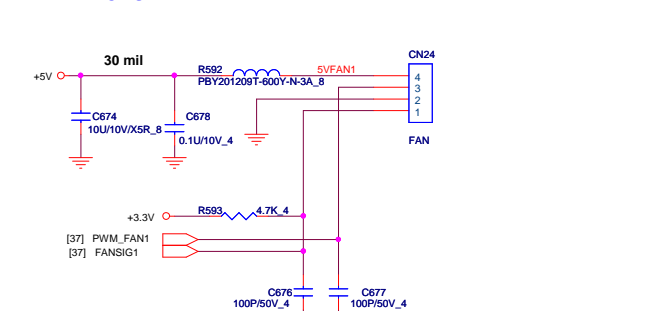 CN24
30 mil
R592
5VFAN1
+5V
PBY201209T-600Y-N-3A_8
4
3
2
1
C674
C678
10U/10V/X5R_8
0.1U/10V_4
FAN
R593
4.7K_4
+3.3V
[37] PWM_FAN1
[37] FANSIG1
C676
C677
100P/50V_4
100P/50V_4